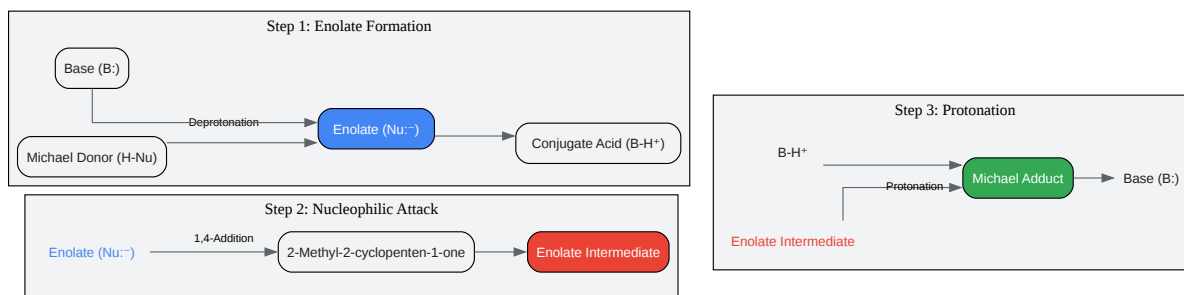 Step 1: Enolate Formation
Base (B:)
Deprotonation
Enolate (Nu:⁻)
Conjugate Acid (B-H⁺)
Michael Donor (H-Nu)
Step 2: Nucleophilic Attack
Enolate (Nu:⁻)
1,4-Addition
2-Methyl-2-cyclopenten-1-one
Enolate Intermediate
Step 3: Protonation
B-H⁺
Protonation
Michael Adduct
Base (B:)
Enolate Intermediate